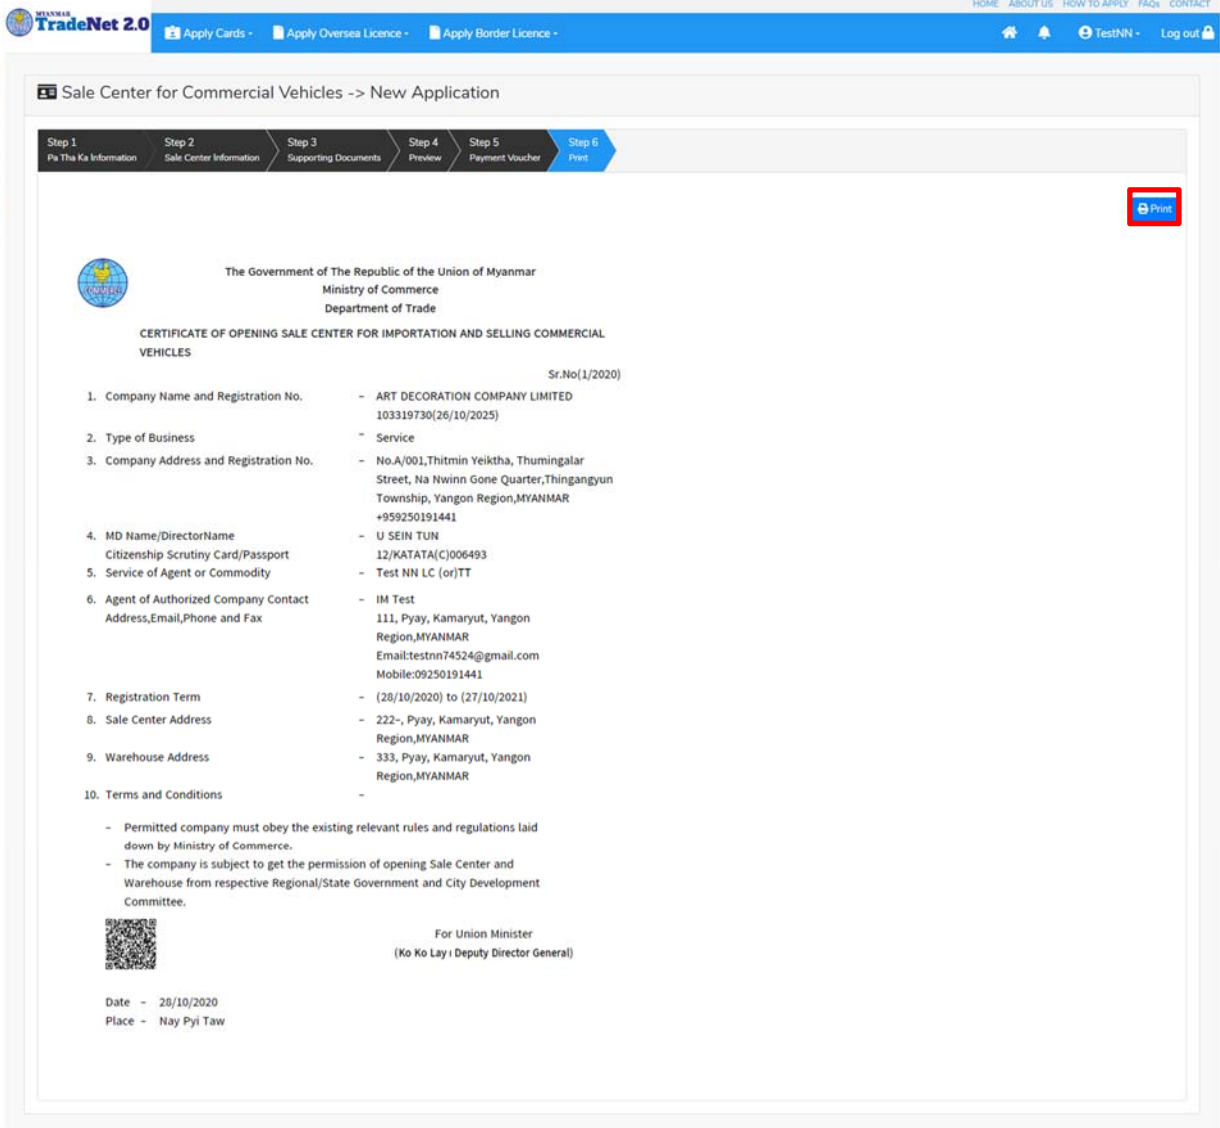 HOME ABOUT US HOW TO APPLY FAQs CONTACT
MYANMAR
TradeNet 2.0
Apply Cards Apply Oversea Licence Apply Border Licence TestNN Log out
Sale Center for Commercial Vehicles -> New Application
Step 1 Step 2 Step 3 Step 4 Step 5 Step 6
Pa Tha Ka Information Sale Center Information Supporting Documents Preview Payment Voucher Print
Print
COMMERCE
The Government of The Republic of the Union of Myanmar
Ministry of Commerce
Department of Trade
CERTIFICATE OF OPENING SALE CENTER FOR IMPORTATION AND SELLING COMMERCIAL
VEHICLES
Sr.No(1/2020)
1. Company Name and Registration No. - ART DECORATION COMPANY LIMITED
103319730(26/10/2025)
2. Type of Business - Service
3. Company Address and Registration No. - No.A/001,Thitmin Yeiktha, Thumingalar
Street, Na Nwinn Gone Quarter,Thingangyun
Township, Yangon Region,MYANMAR
+959250191441
4. MD Name/DirectorName - U SEIN TUN
Citizenship Scrutiny Card/Passport 12/KATATA(C)006493
5. Service of Agent or Commodity - Test NN LC (or)TT
6. Agent of Authorized Company Contact - IM Test
Address,Email,Phone and Fax 111, Pyay, Kamaryut, Yangon
Region,MYANMAR
Email:testnn74524@gmail.com
Mobile:09250191441
7. Registration Term - (28/10/2020) to (27/10/2021)
8. Sale Center Address - 222-, Pyay, Kamaryut, Yangon
Region,MYANMAR
9. Warehouse Address - 333, Pyay, Kamaryut, Yangon
Region,MYANMAR
10. Terms and Conditions -
- Permitted company must obey the existing relevant rules and regulations laid
down by Ministry of Commerce.
- The company is subject to get the permission of opening Sale Center and
Warehouse from respective Regional/State Government and City Development
Committee.
For Union Minister
(Ko Ko Lay Deputy Director General)
Date - 28/10/2020
Place - Nay Pyi Taw